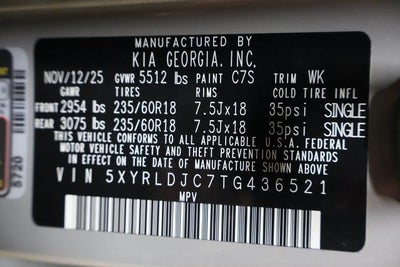 MANUFACTURED BY
KIA GEORGIA, INC.
NOV/12/25 GVWR 5512 lbs PAINT C7S TRIM WK
GAWR TIRES RIMS COLD TIRE INFL
FRONT 2954 lbs 235/60R18 7.5Jx18 35psi SINGLE
REAR 3075 lbs 235/60R18 7.5Jx18 35psi SINGLE
THIS VEHICLE CONFORMS TO ALL APPLICABLE U.S.A. FEDERAL
MOTOR VEHICLE SAFETY AND THEFT PREVENTION STANDARDS
IN EFFECT ON THE DATE OF MANUFACTURE SHOWN ABOVE
VIN 5XYRLDJC7TG436521
MPV
8720